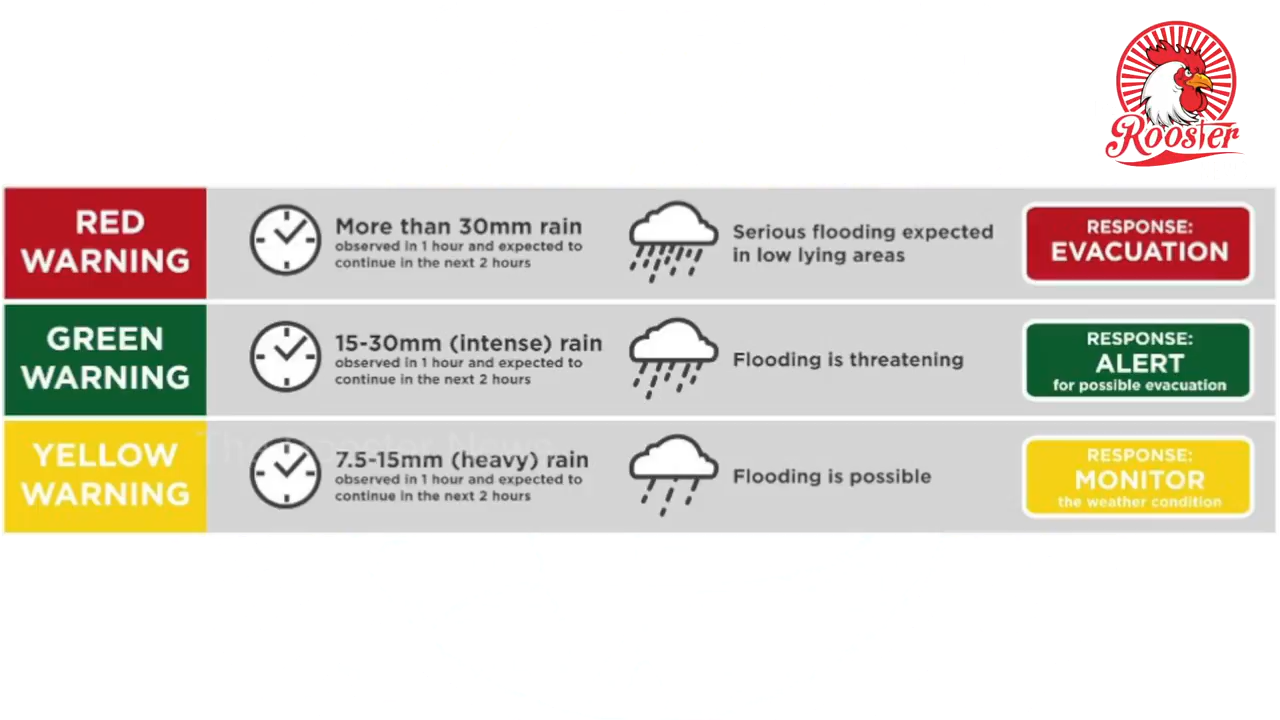 Rooster
RED
WARNING
More than 30mm rain
observed in 1 hour and expected to
continue in the next 2 hours
Serious flooding expected
in low lying areas
RESPONSE:
EVACUATION
GREEN
WARNING
15-30mm (intense) rain
observed in 1 hour and expected to
continue in the next 2 hours
Flooding is threatening
RESPONSE:
ALERT
for possible evacuation
The Rooster News
YELLOW
WARNING
7.5-15mm (heavy) rain
observed in 1 hour and expected to
continue in the next 2 hours
Flooding is possible
RESPONSE:
MONITOR
the weather condition